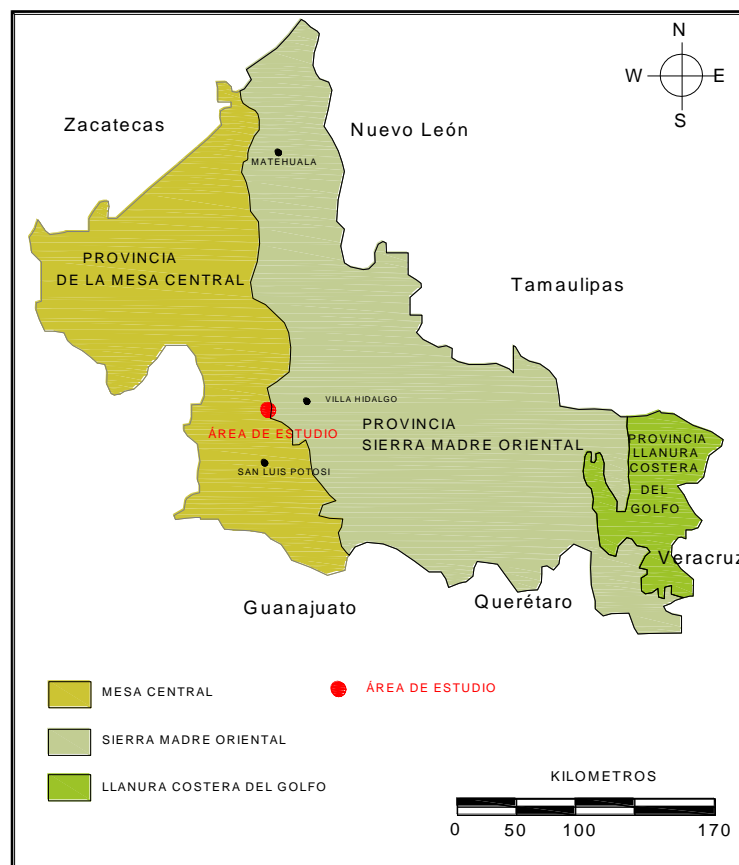 N
W E
S
Zacatecas
Nuevo León
MATEHUALA
PROVINCIA
DE LA MESA CENTRAL
Tamaulipas
VILLA HIDALGO
PROVINCIA
SIERRA MADRE ORIENTAL
ÁREA DE ESTUDIO
SAN LUIS POTOSI
PROVINCIA
LLANURA
COSTERA
DEL
GOLFO
Veracruz
Querétaro
Guanajuato
MESA CENTRAL
ÁREA DE ESTUDIO
SIERRA MADRE ORIENTAL
LLANURA COSTERA DEL GOLFO
KILOMETROS
0 50 100 170